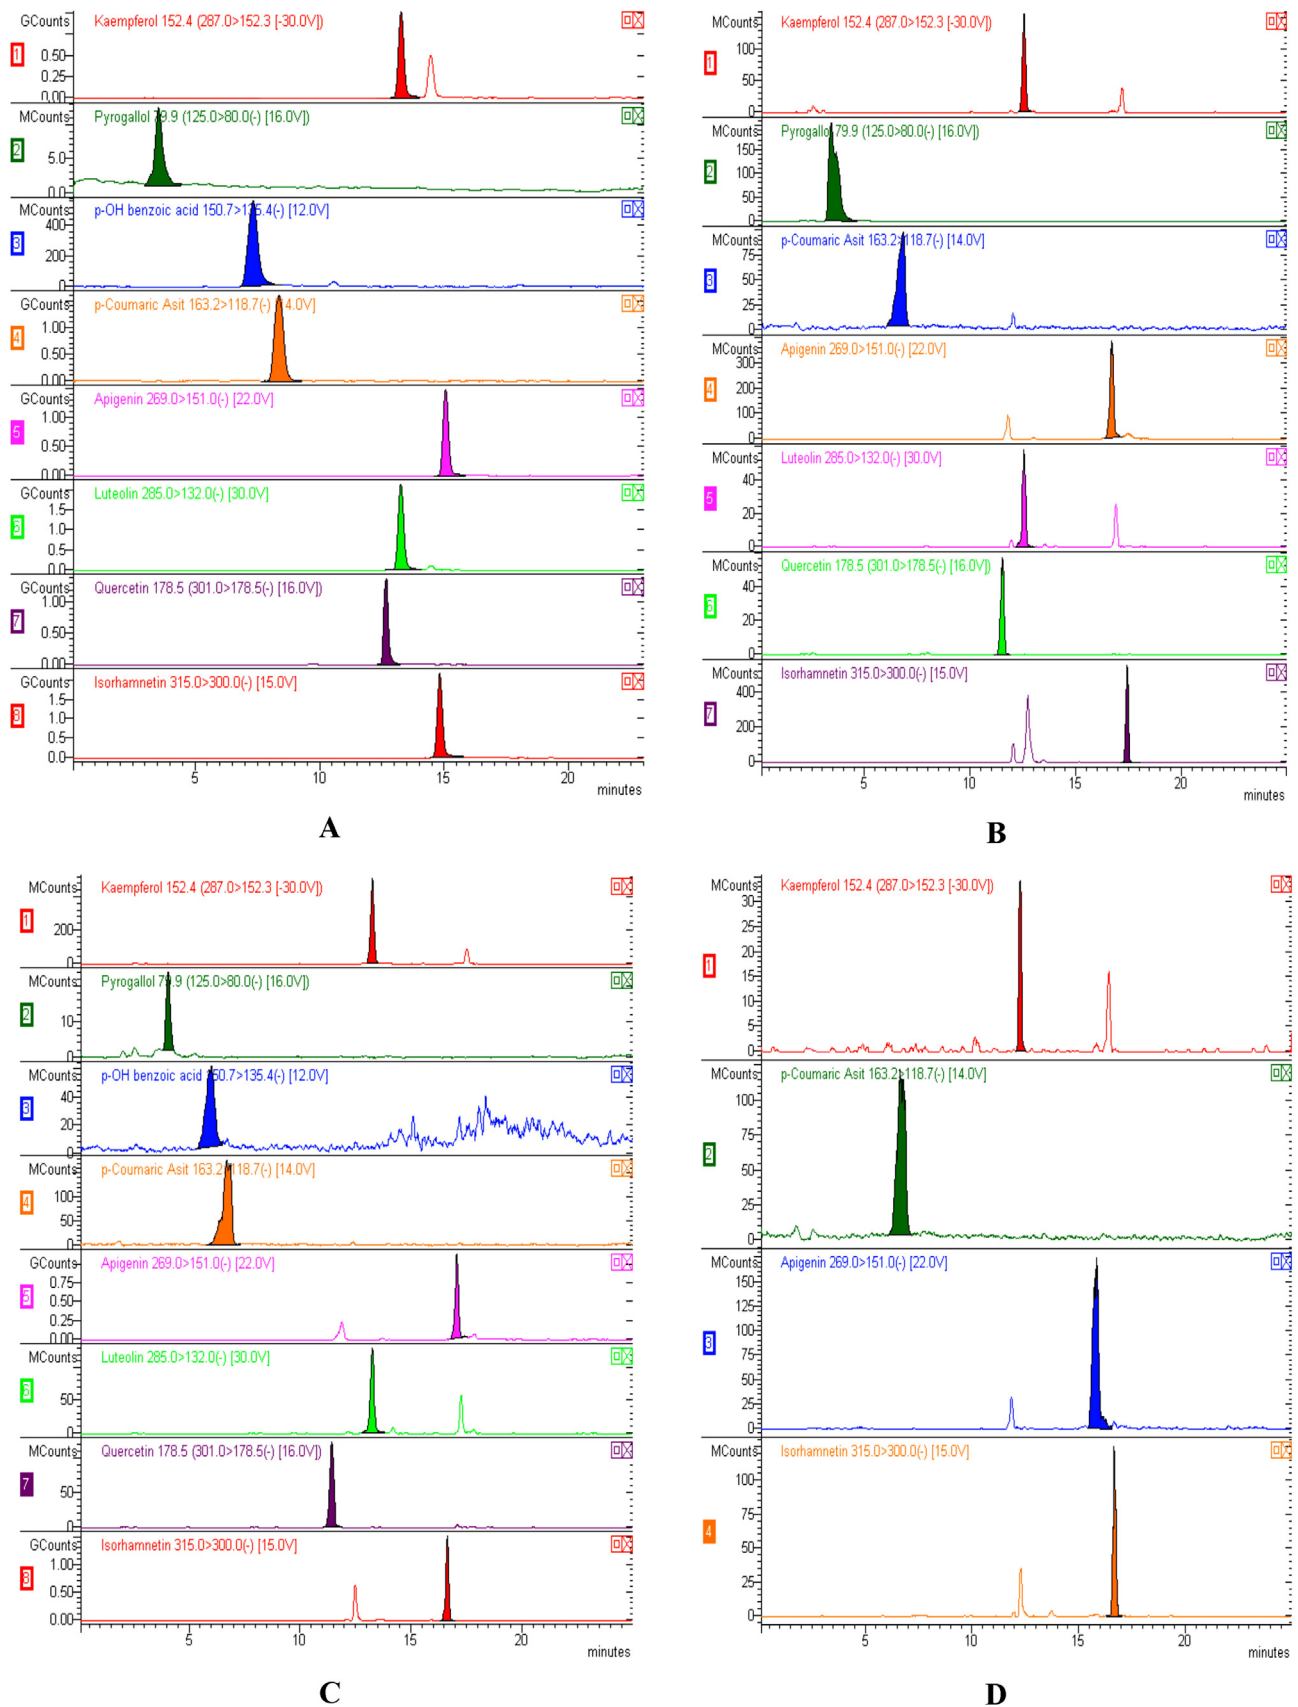 GCounts
Kaempferol 152.4 (287.0>152.3 [-30.0V])
1
0.50
0.25
0.00
MCounts
Pyrogallol 79.9 (125.0>80.0(-) [16.0V])
2
5.0
0.0
MCounts
p-OH benzoic acid 150.7>135.4(-) [12.0V]
3
400
200
0
GCounts
p-Coumaric Asit 163.2>118.7(-) [14.0V]
4
1.00
0.50
0.00
GCounts
Apigenin 269.0>151.0(-) [22.0V]
5
1.00
0.50
0.00
GCounts
Luteolin 285.0>132.0(-) [30.0V]
6
1.5
1.0
0.5
0.0
GCounts
Quercetin 178.5 (301.0>178.5(-) [16.0V])
7
1.00
0.50
0.00
GCounts
Isorhamnetin 315.0>300.0(-) [15.0V]
8
1.5
1.0
0.5
0.0
5 10 15 20
minutes
A
MCounts
Kaempferol 152.4 (287.0>152.3 [-30.0V])
1
100
50
0
MCounts
Pyrogallol 79.9 (125.0>80.0(-) [16.0V])
2
150
100
50
0
MCounts
p-Coumaric Asit 163.2>118.7(-) [14.0V]
3
75
50
25
0
MCounts
Apigenin 269.0>151.0(-) [22.0V]
4
300
200
100
0
MCounts
Luteolin 285.0>132.0(-) [30.0V]
5
40
20
0
MCounts
Quercetin 178.5 (301.0>178.5(-) [16.0V])
6
40
20
0
MCounts
Isorhamnetin 315.0>300.0(-) [15.0V]
7
400
200
0
5 10 15 20
minutes
B
MCounts
Kaempferol 152.4 (287.0>152.3 [-30.0V])
1
200
0
MCounts
Pyrogallol 79.9 (125.0>80.0(-) [16.0V])
2
10
0
MCounts
p-OH benzoic acid 150.7>135.4(-) [12.0V]
3
40
20
0
MCounts
p-Coumaric Asit 163.2>118.7(-) [14.0V]
4
100
50
0
GCounts
Apigenin 269.0>151.0(-) [22.0V]
5
0.75
0.50
0.25
0.00
MCounts
Luteolin 285.0>132.0(-) [30.0V]
6
50
0
MCounts
Quercetin 178.5 (301.0>178.5(-) [16.0V])
7
50
0
GCounts
Isorhamnetin 315.0>300.0(-) [15.0V]
8
1.00
0.50
0.00
5 10 15 20
minutes
C
MCounts
Kaempferol 152.4 (287.0>152.3 [-30.0V])
1
30
25
20
15
10
5
0
MCounts
p-Coumaric Asit 163.2>118.7(-) [14.0V]
2
100
75
50
25
0
MCounts
Apigenin 269.0>151.0(-) [22.0V]
3
150
125
100
75
50
25
0
MCounts
Isorhamnetin 315.0>300.0(-) [15.0V]
4
100
75
50
25
0
5 10 15 20
minutes
D